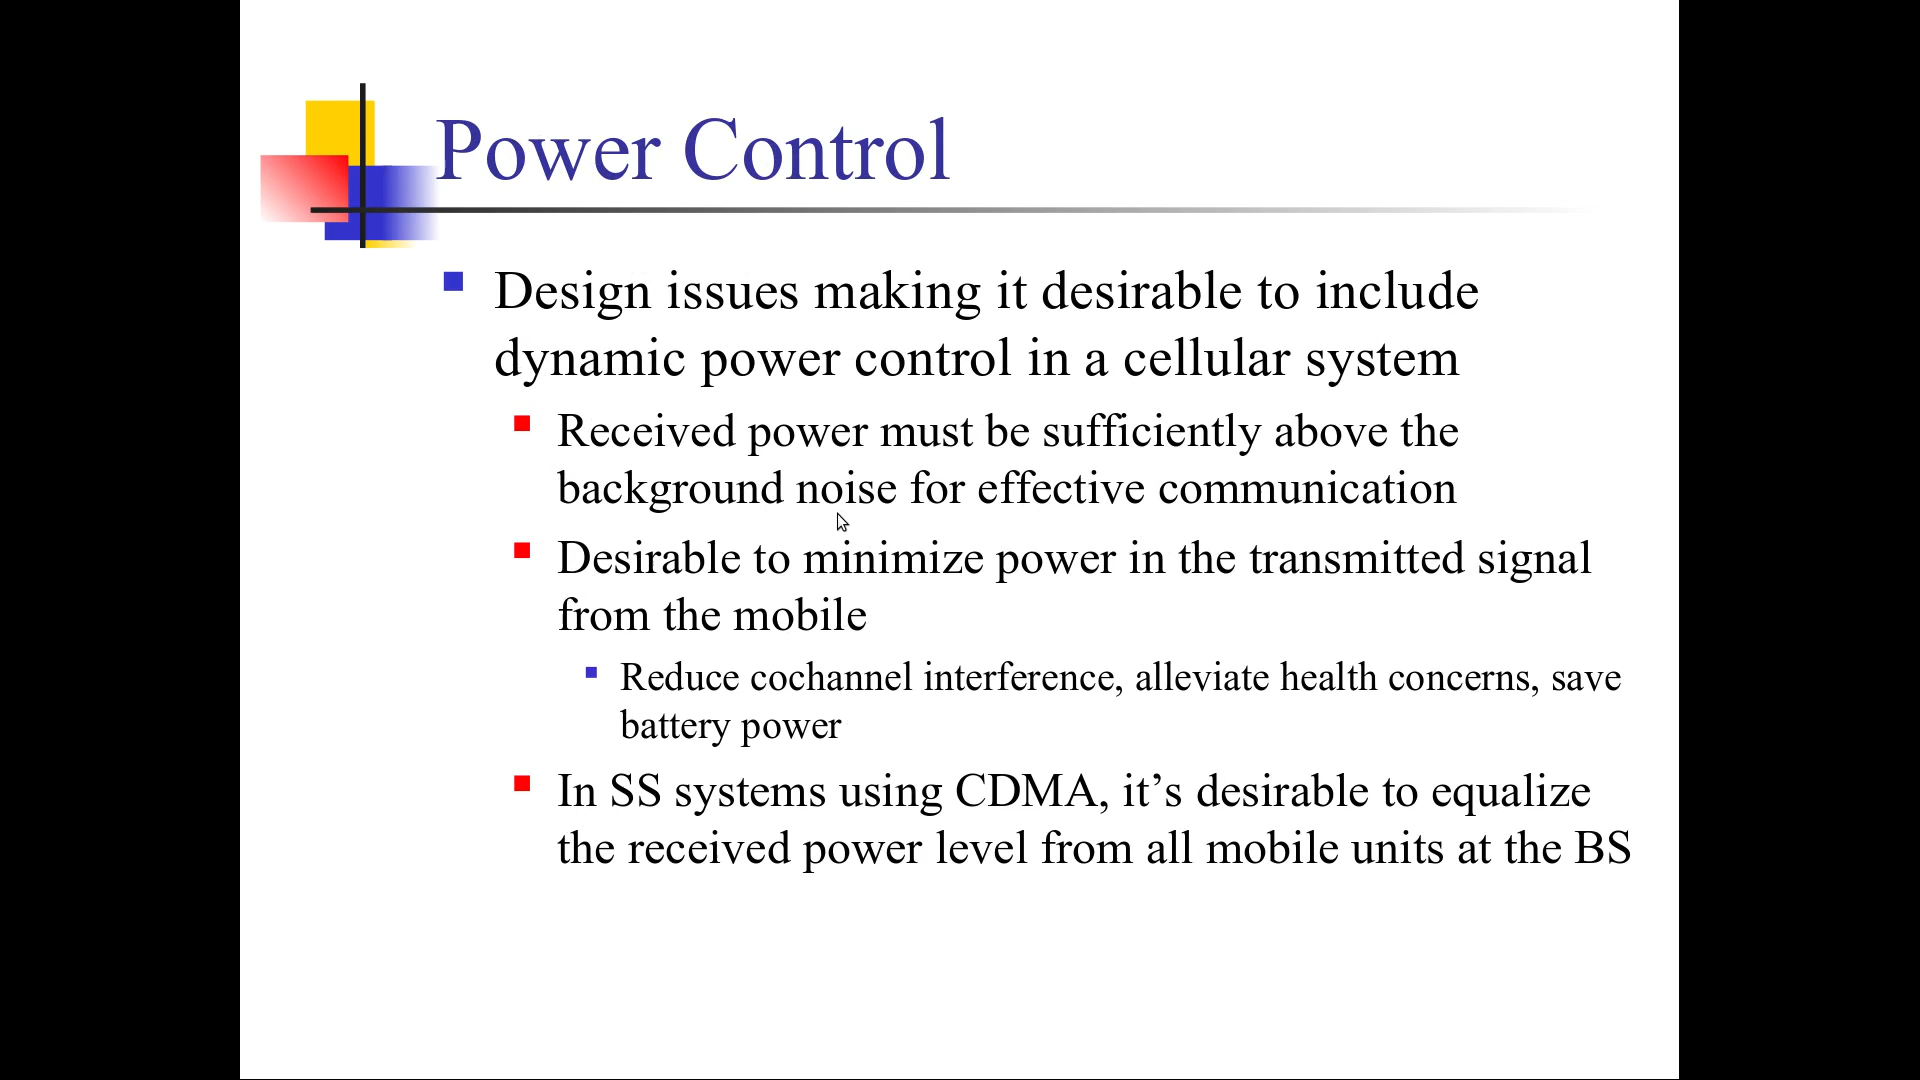 Power Control
Design issues making it desirable to include
dynamic power control in a cellular system
Received power must be sufficiently above the
background noise for effective communication
Desirable to minimize power in the transmitted signal
from the mobile
Reduce cochannel interference, alleviate health concerns, save
battery power
In SS systems using CDMA, it’s desirable to equalize
the received power level from all mobile units at the BS